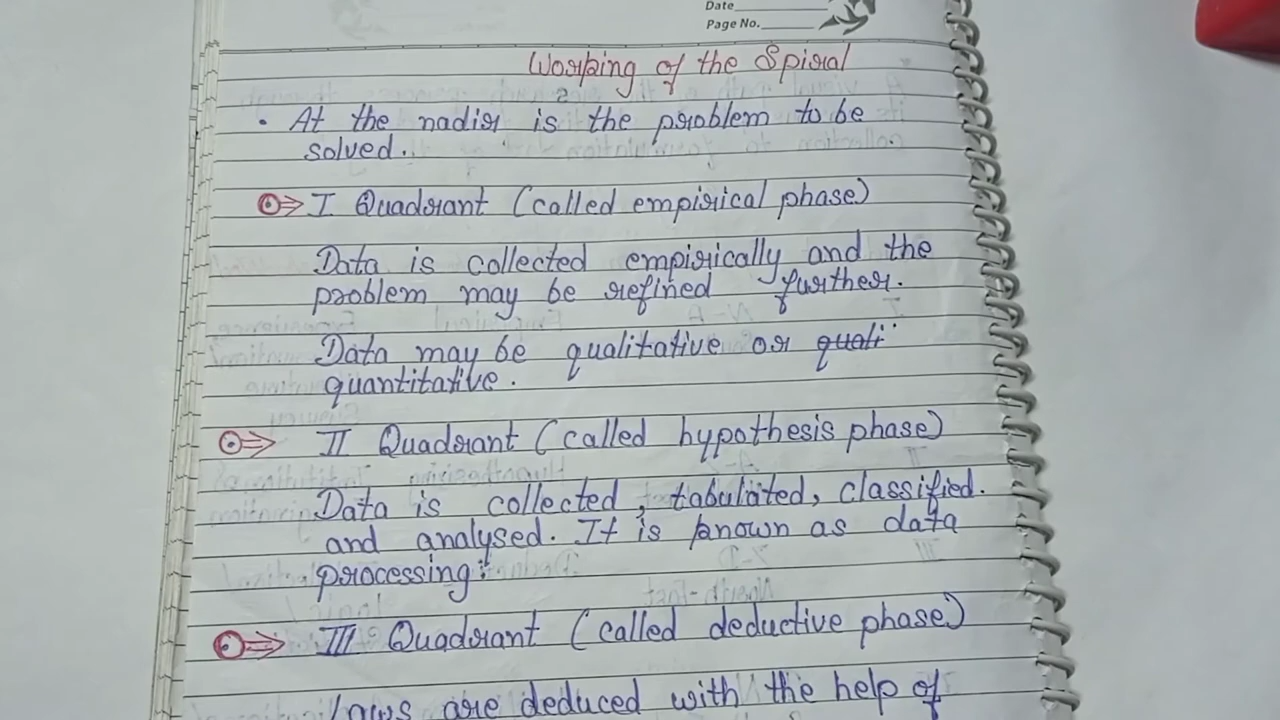 Date
Page No.
Working of the Spiral
• At the nadir is the problem to be
solved.
I Quadrant (called empirical phase)
Data is collected empirically and the
problem may be refined further.
Data may be qualitative or quali
quantitative.
II Quadrant (called hypothesis phase)
Data is collected, tabulated, classified.
and analysed. It is known as data
processing.
III Quadrant (called deductive phase)
Laws are deduced with the help of